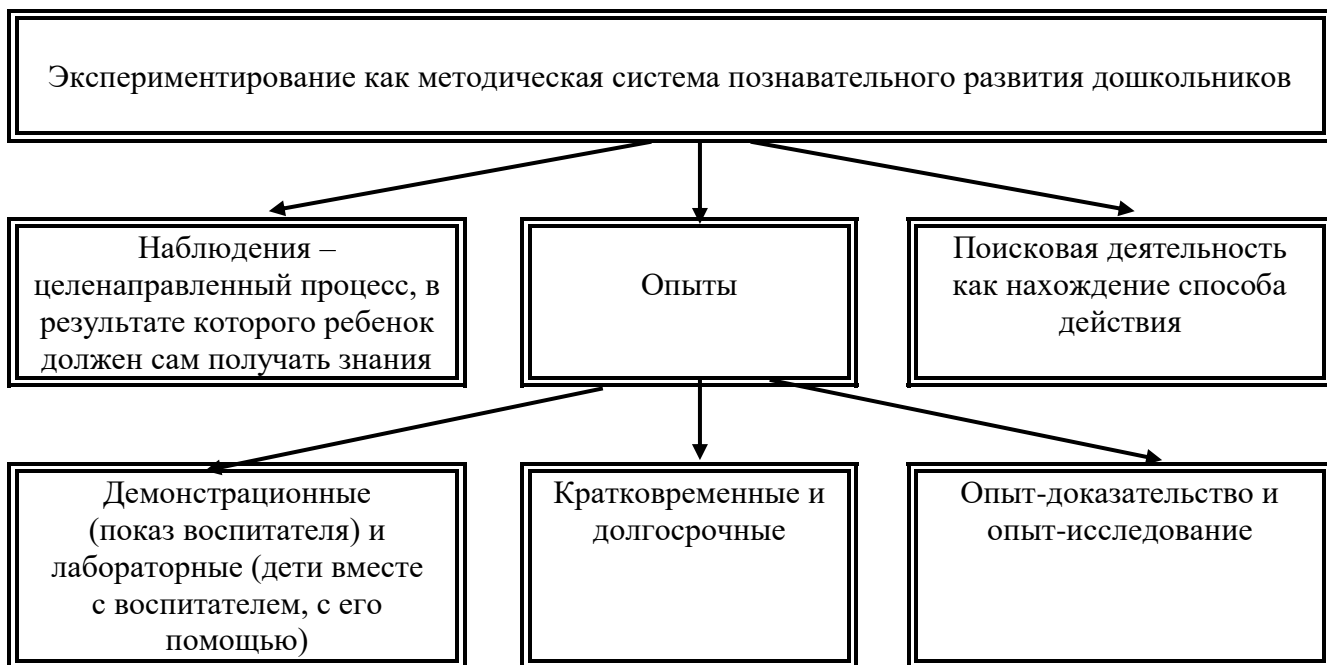 Экспериментирование как методическая система познавательного развития дошкольников
Наблюдения –
целенаправленный процесс, в
результате которого ребенок
должен сам получать знания
Опыты
Поисковая деятельность
как нахождение способа
действия
Демонстрационные
(показ воспитателя) и
лабораторные (дети вместе
с воспитателем, с его
помощью)
Кратковременные и
долгосрочные
Опыт-доказательство и
опыт-исследование